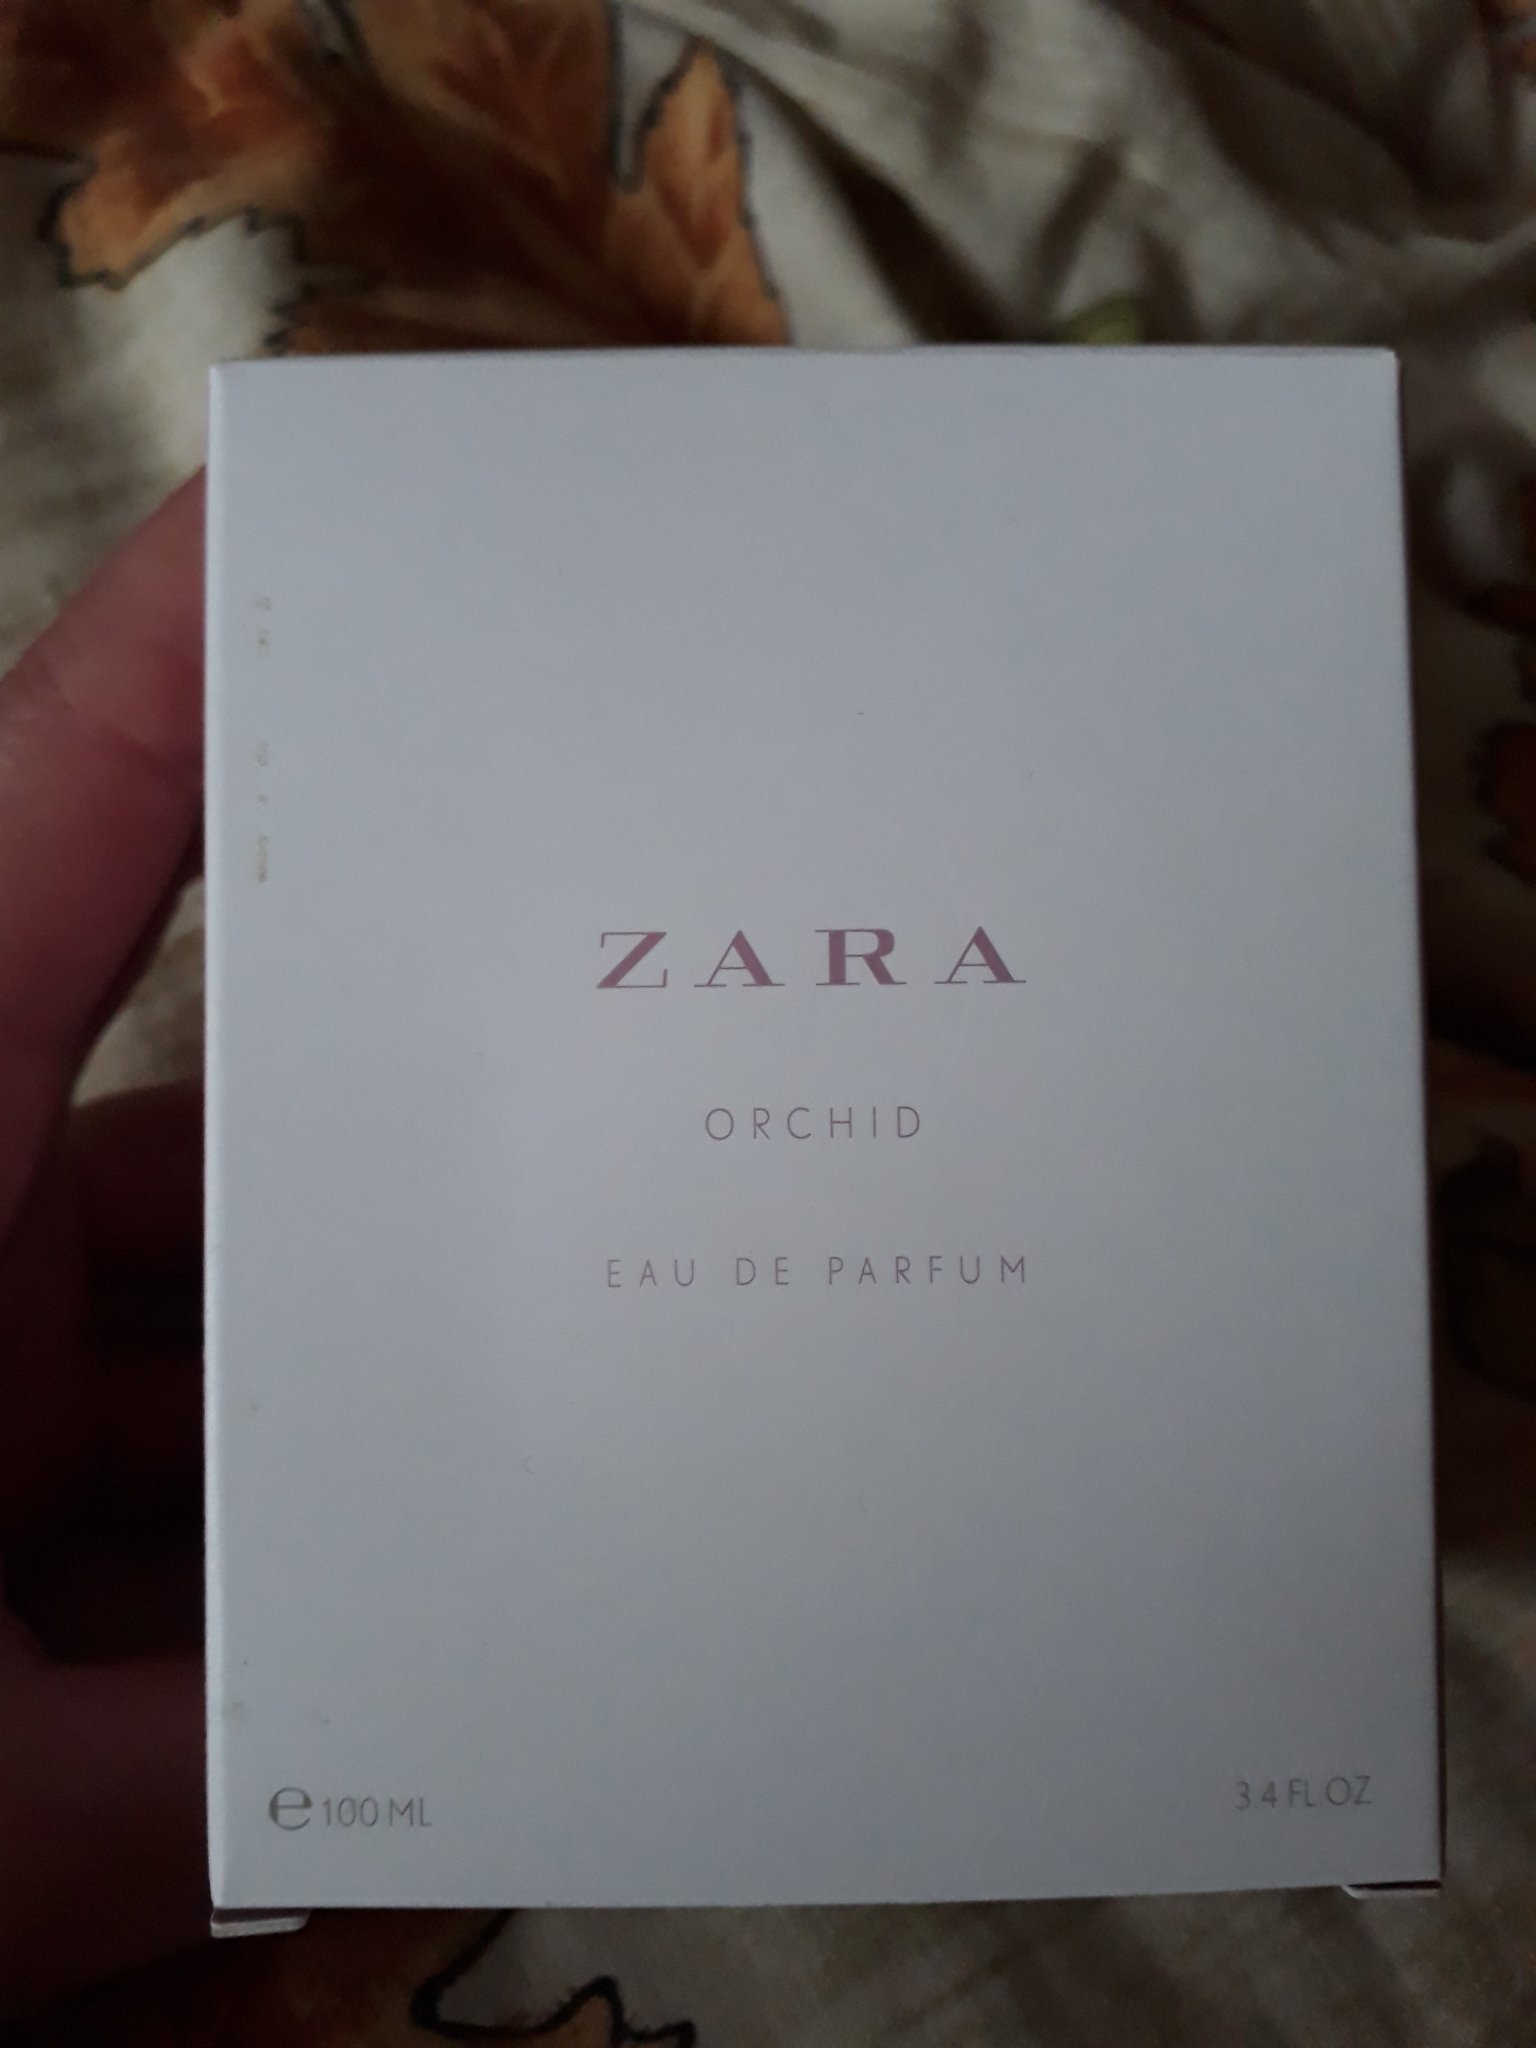 ZARA
ORCHID
EAU DE PARFUM
℮100 ML
3.4 FL OZ